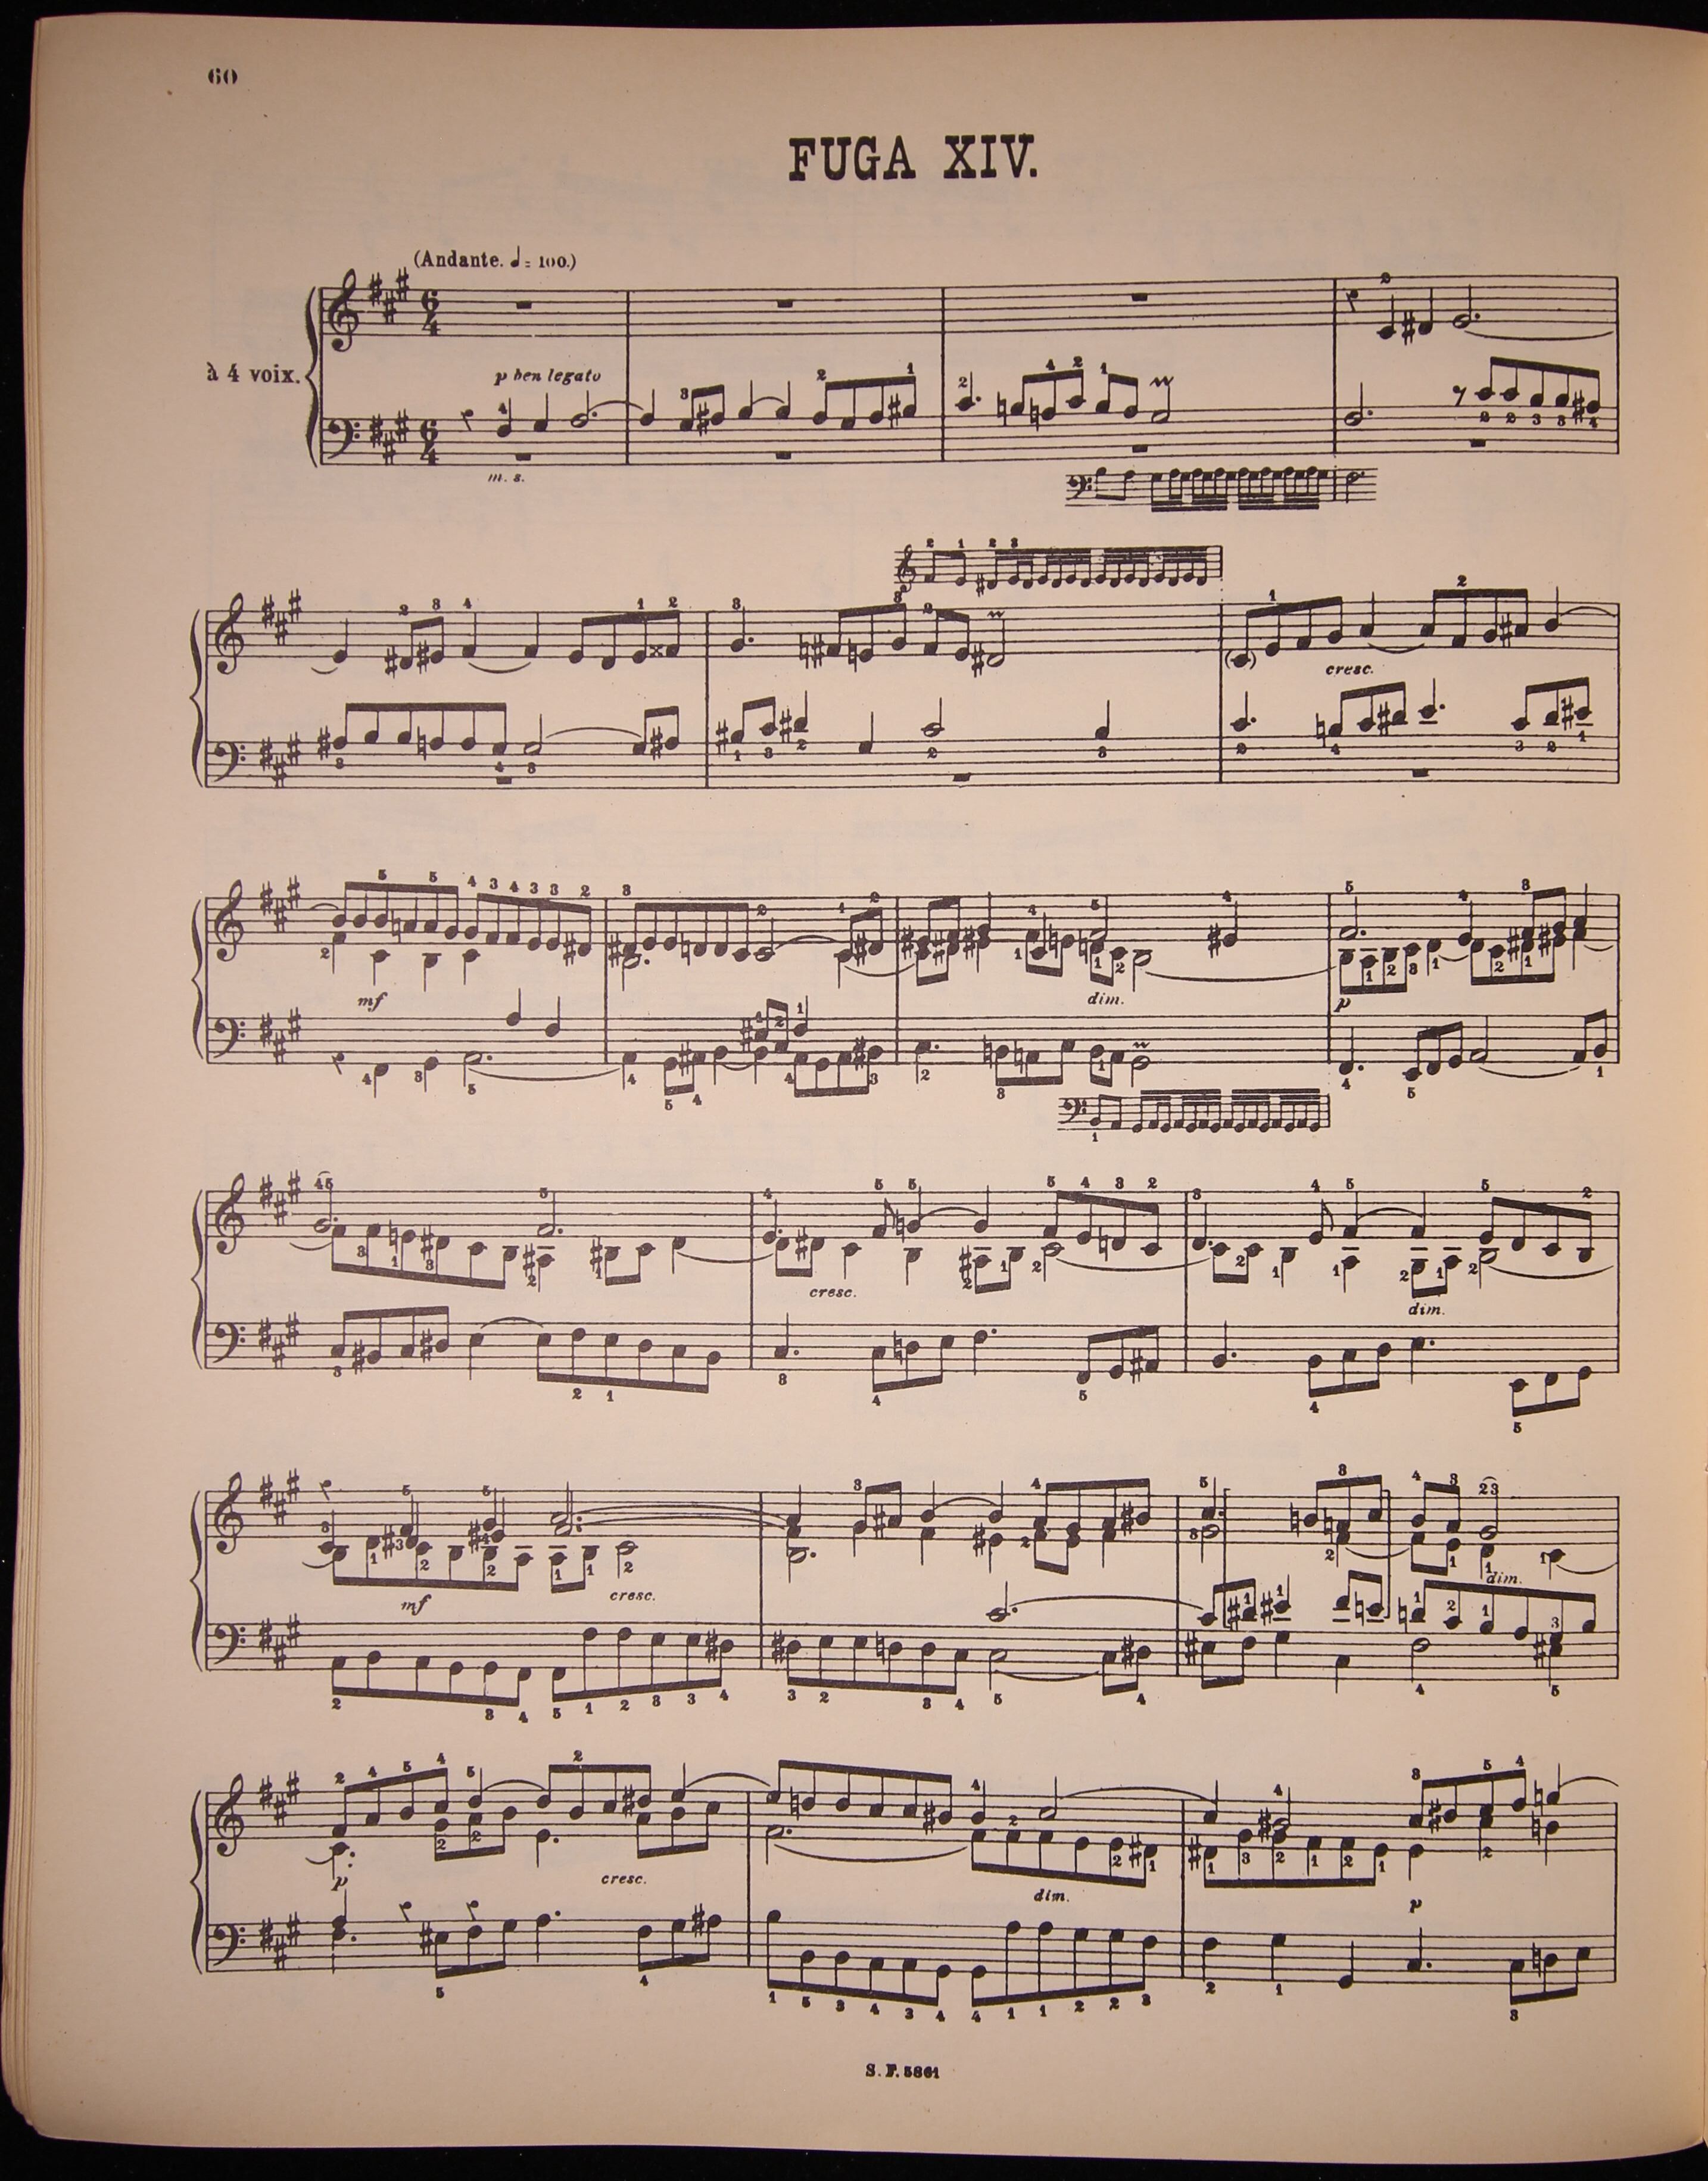 60
FUGA XIV.
(Andante. ♩= 100.)
à 4 voix.
p ben legato
m. s.
cresc.
mf
dim.
p
cresc.
dim.
mf
cresc.
dim.
p
cresc.
dim.
p
S. F. 5861